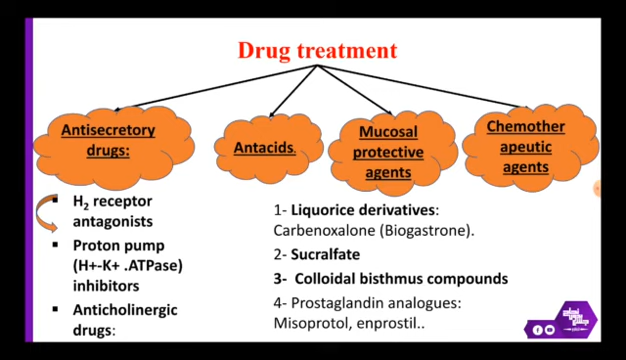 Drug treatment
Antisecretory
drugs:
Antacids.
Mucosal
protective
agents
Chemother
apeutic
agents
H2 receptor
antagonists
Proton pump
(H+-K+ .ATPase)
inhibitors
Anticholinergic
drugs:
1- Liquorice derivatives:
Carbenoxalone (Biogastrone).
2- Sucralfate
3- Colloidal bisthmus compounds
4- Prostaglandin analogues:
Misoprotol, enprostil..